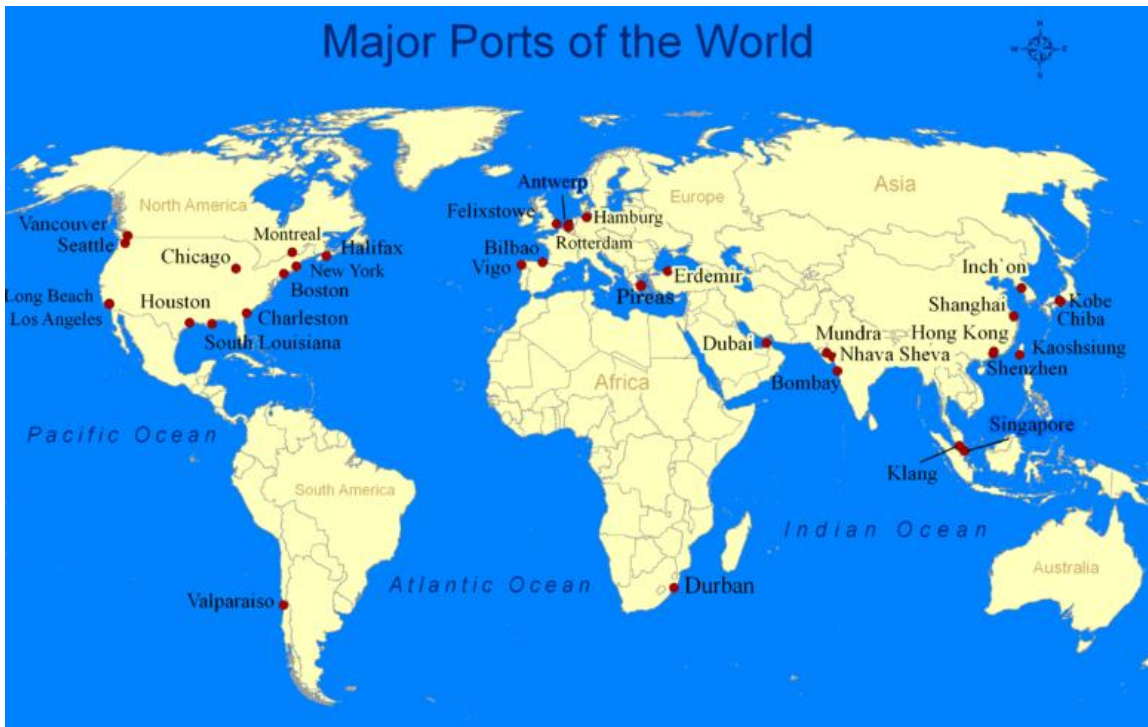 Major Ports of the World
N
W E
S
Asia
Antwerp
Europe
North America
Felixstowe
Hamburg
Vancouver
Seattle
Montreal
Halifax
Rotterdam
Chicago
Bilbao
New York
Vigo
Erdemir
Inch`on
Boston
Pireas
Long Beach
Houston
Shanghai
Kobe
Los Angeles
Charleston
Chiba
South Louisiana
Dubai
Mundra
Hong Kong
Nhava Sheva
Kaoshsiung
Shenzhen
Africa
Bombay
Singapore
Pacific Ocean
Klang
South America
Indian Ocean
Australia
Atlantic Ocean
Durban
Valparaiso